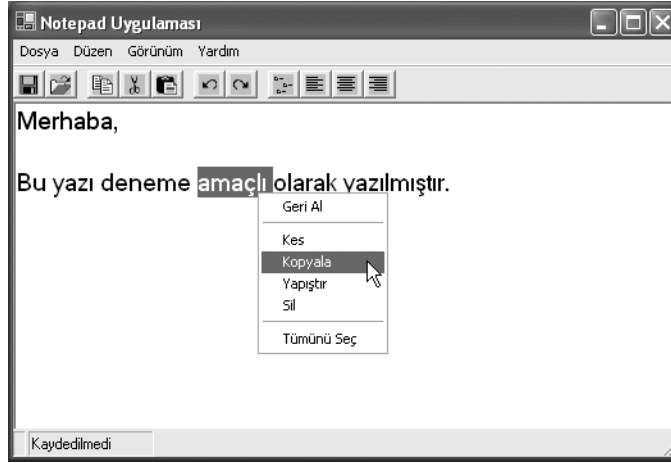 Notepad Uygulaması
Dosya Düzen Görünüm Yardım
Merhaba,
Bu yazı deneme amaçlı olarak yazılmıştır.
Geri Al
Kes
Kopyala
Yapıştır
Sil
Tümünü Seç
Kaydedilmedi